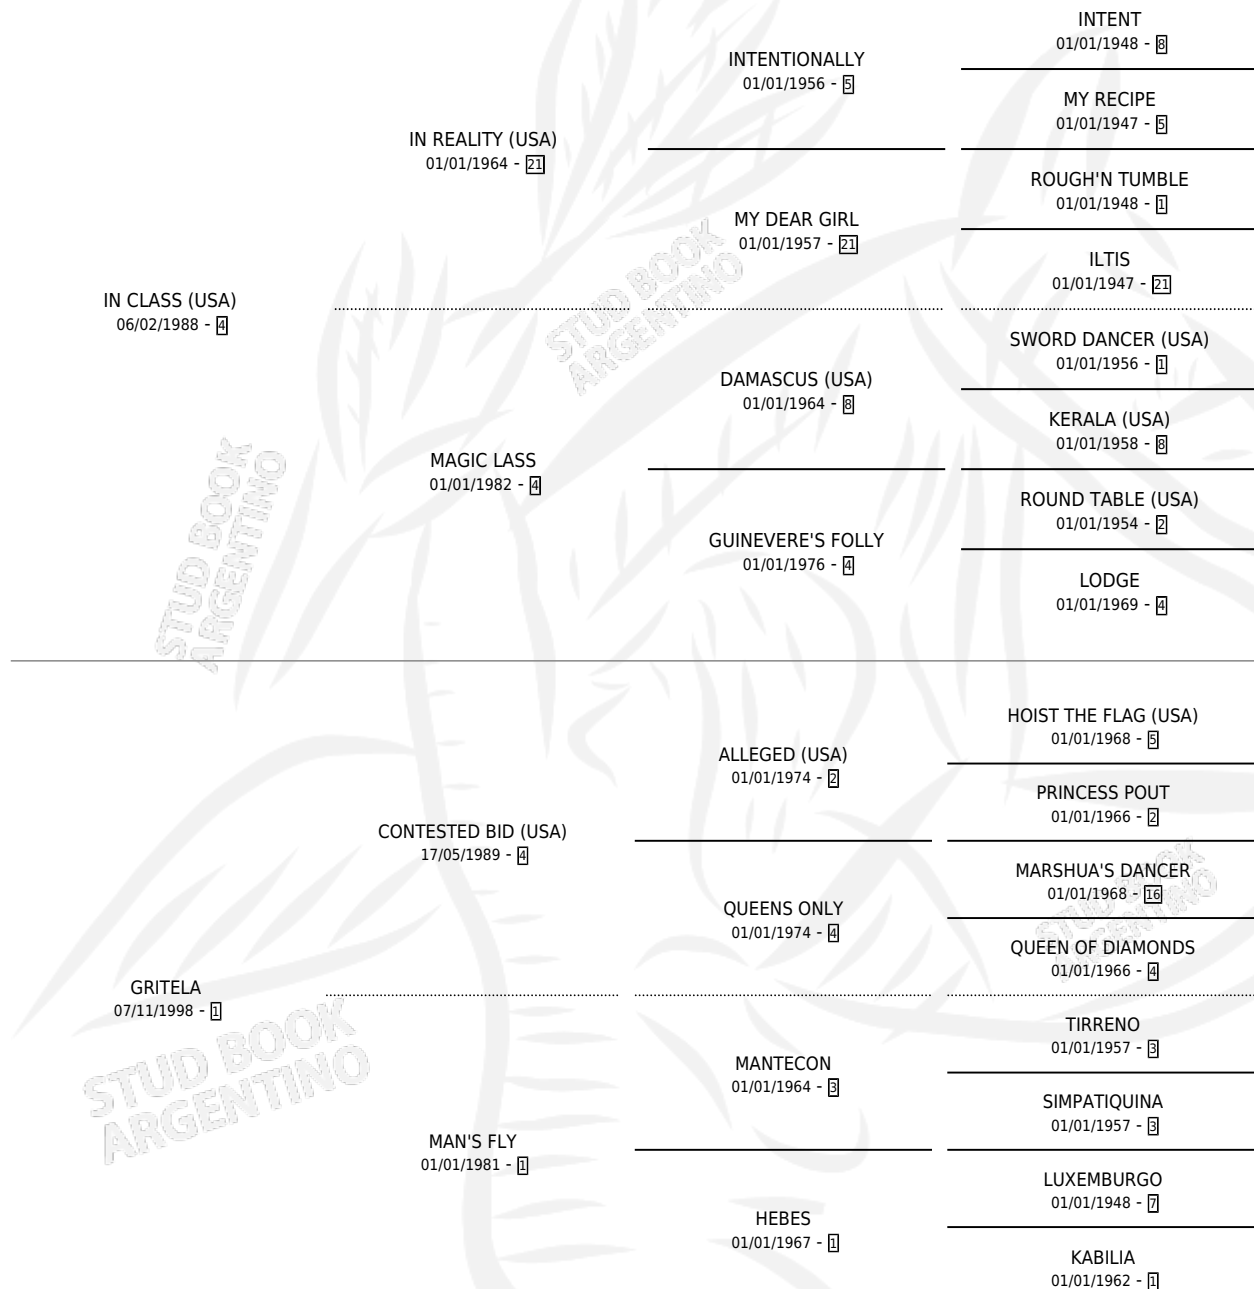 INTENT
01/01/1948 - 8
INTENTIONALLY
01/01/1956 - 5
MY RECIPE
01/01/1947 - 5
IN REALITY (USA)
01/01/1964 - 21
ROUGH'N TUMBLE
01/01/1948 - 1
MY DEAR GIRL
01/01/1957 - 21
ILTIS
01/01/1947 - 21
IN CLASS (USA)
06/02/1988 - 4
STUD BOOK
ARGENTINO
SWORD DANCER (USA)
01/01/1956 - 1
DAMASCUS (USA)
01/01/1964 - 8
KERALA (USA)
01/01/1958 - 8
MAGIC LASS
01/01/1982 - 4
ROUND TABLE (USA)
01/01/1954 - 2
GUINEVERE'S FOLLY
01/01/1976 - 4
LODGE
01/01/1969 - 4
STUD BOOK
ARGENTINO
HOIST THE FLAG (USA)
01/01/1968 - 5
ALLEGED (USA)
01/01/1974 - 2
PRINCESS POUT
01/01/1966 - 2
CONTESTED BID (USA)
17/05/1989 - 4
MARSHUA'S DANCER
01/01/1968 - 16
QUEENS ONLY
01/01/1974 - 4
QUEEN OF DIAMONDS
01/01/1966 - 4
STUD BOOK
ARGENTINO
GRITELA
07/11/1998 - 1
STUD BOOK
ARGENTINO
TIRRENO
01/01/1957 - 3
MANTECON
01/01/1964 - 3
SIMPATIQUINA
01/01/1957 - 3
MAN'S FLY
01/01/1981 - 1
LUXEMBURGO
01/01/1948 - 7
HEBES
01/01/1967 - 1
KABILIA
01/01/1962 - 1